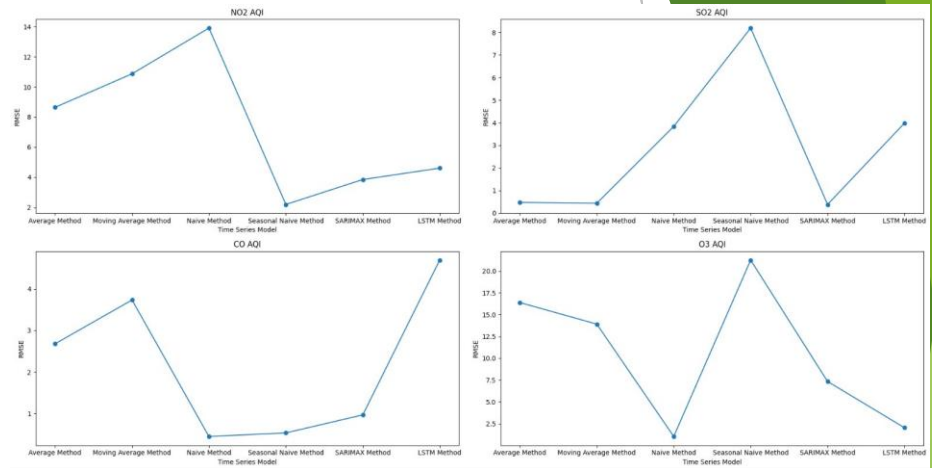 NO2 AQI
14
12
10
8
6
4
2
RMSE
Average Method Moving Average Method Naive Method Seasonal Naive Method SARIMAX Method LSTM Method
Time Series Model
SO2 AQI
8
7
6
5
4
3
2
1
0
RMSE
Average Method Moving Average Method Naive Method Seasonal Naive Method SARIMAX Method LSTM Method
Time Series Model
CO AQI
4
3
2
1
RMSE
Average Method Moving Average Method Naive Method Seasonal Naive Method SARIMAX Method LSTM Method
Time Series Model
O3 AQI
20.0
17.5
15.0
12.5
10.0
7.5
5.0
2.5
RMSE
Average Method Moving Average Method Naive Method Seasonal Naive Method SARIMAX Method LSTM Method
Time Series Model